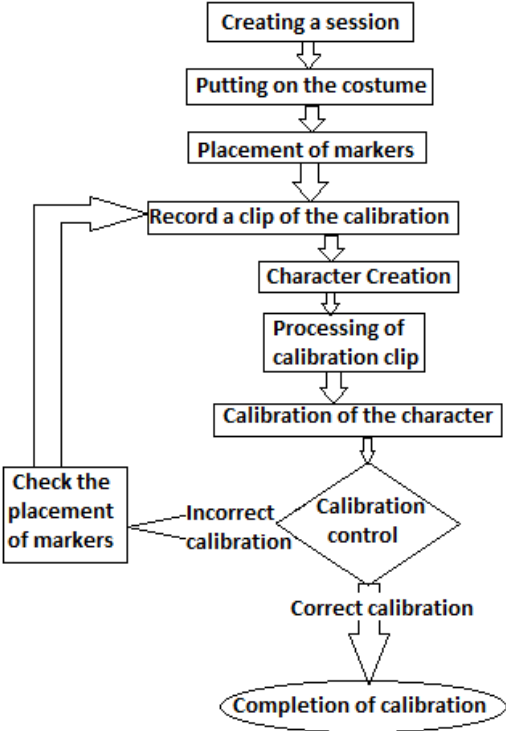 Creating a session
Putting on the costume
Placement of markers
Record a clip of the calibration
Character Creation
Processing of
calibration clip
Calibration of the character
Calibration
control
Incorrect
calibration
Check the
placement
of markers
Correct calibration
Completion of calibration